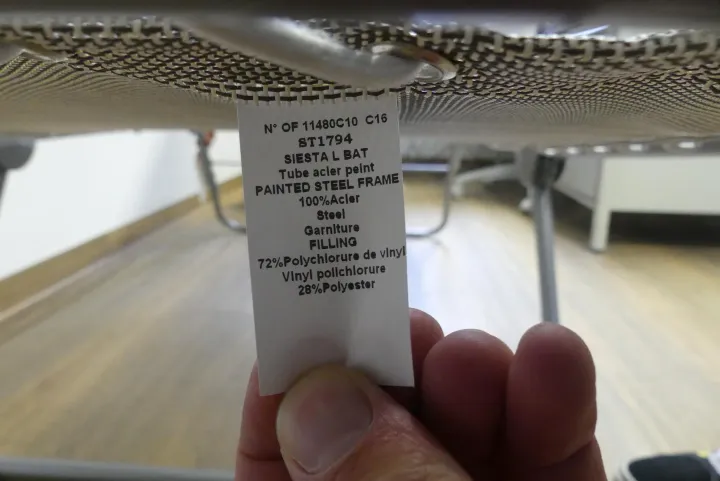 N° OF 11480C10 C16
ST1794
SIESTA L BAT
Tube acier peint
PAINTED STEEL FRAME
100%Acier
Steel
Garniture
FILLING
72%Polychlorure de vinyl
Vinyl polichlorure
28%Polyester